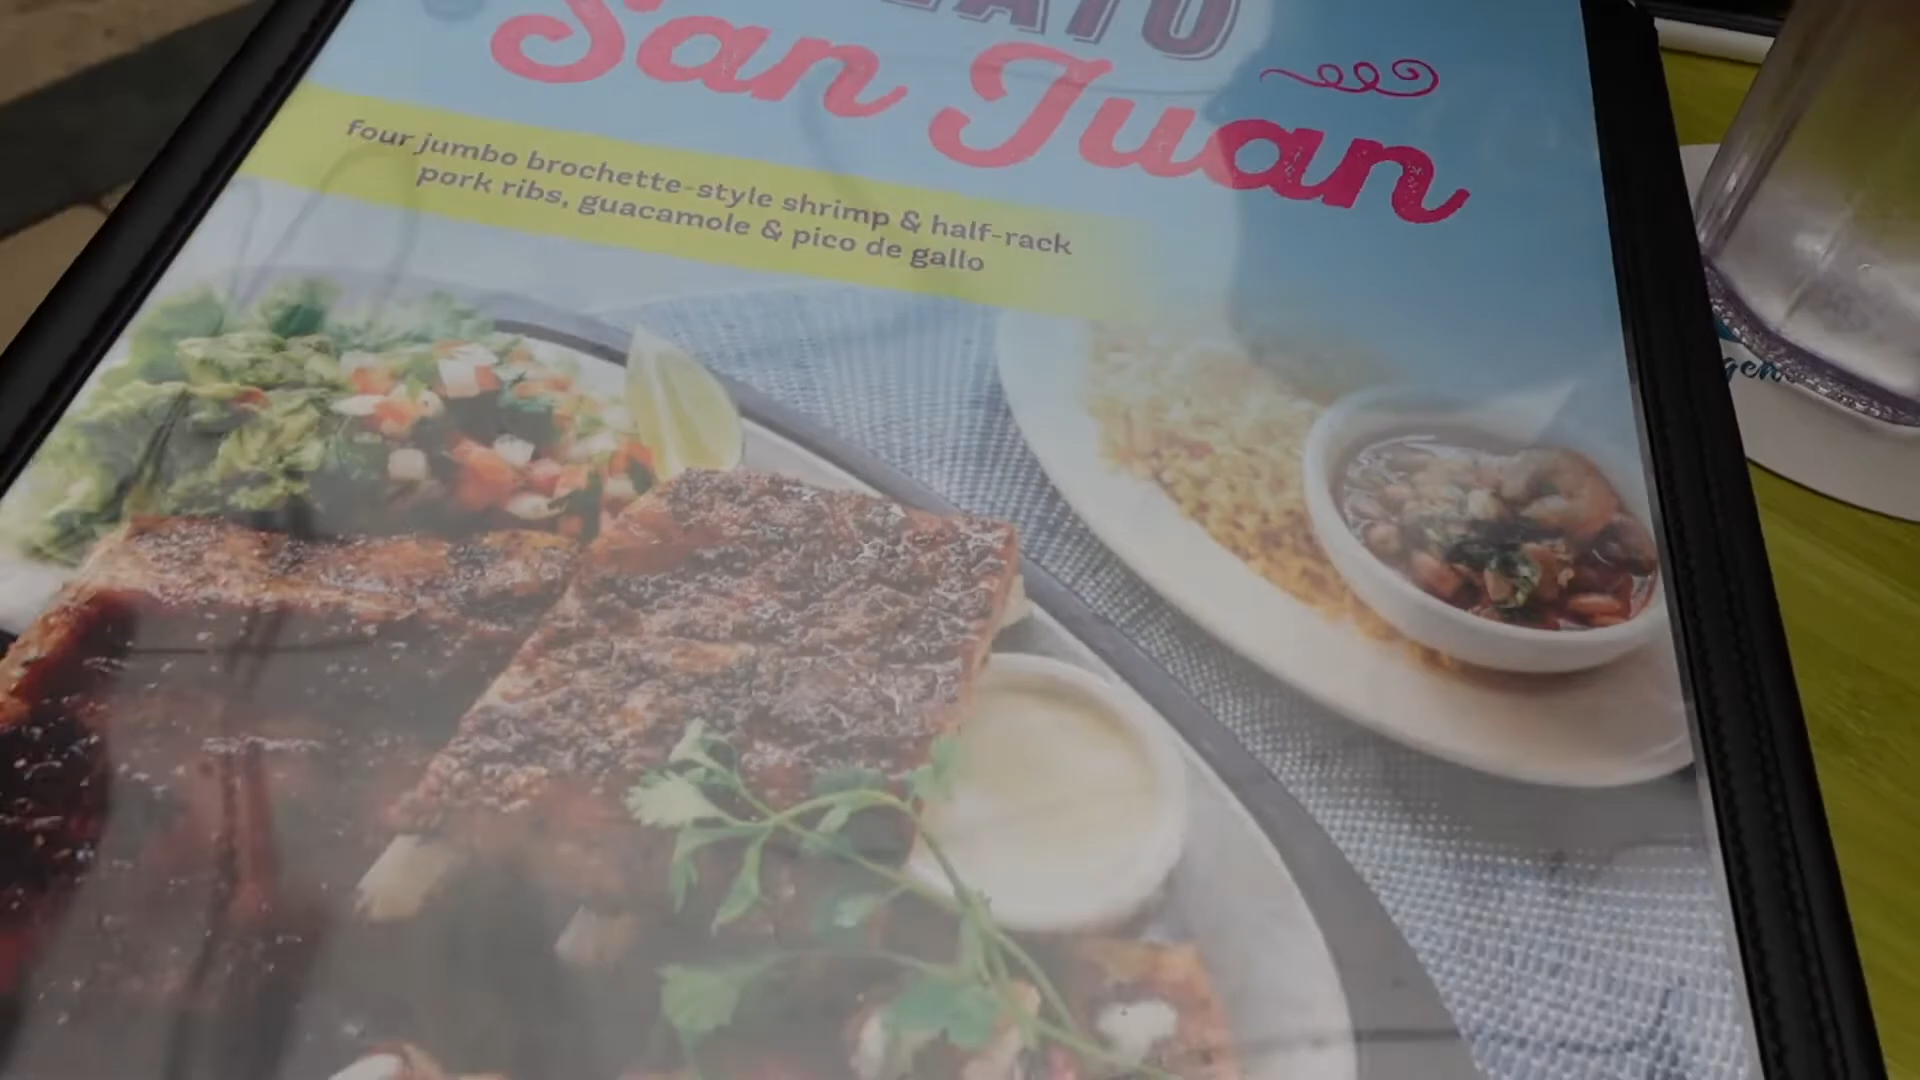 San Juan
four jumbo brochette-style shrimp & half-rack
pork ribs, guacamole & pico de gallo